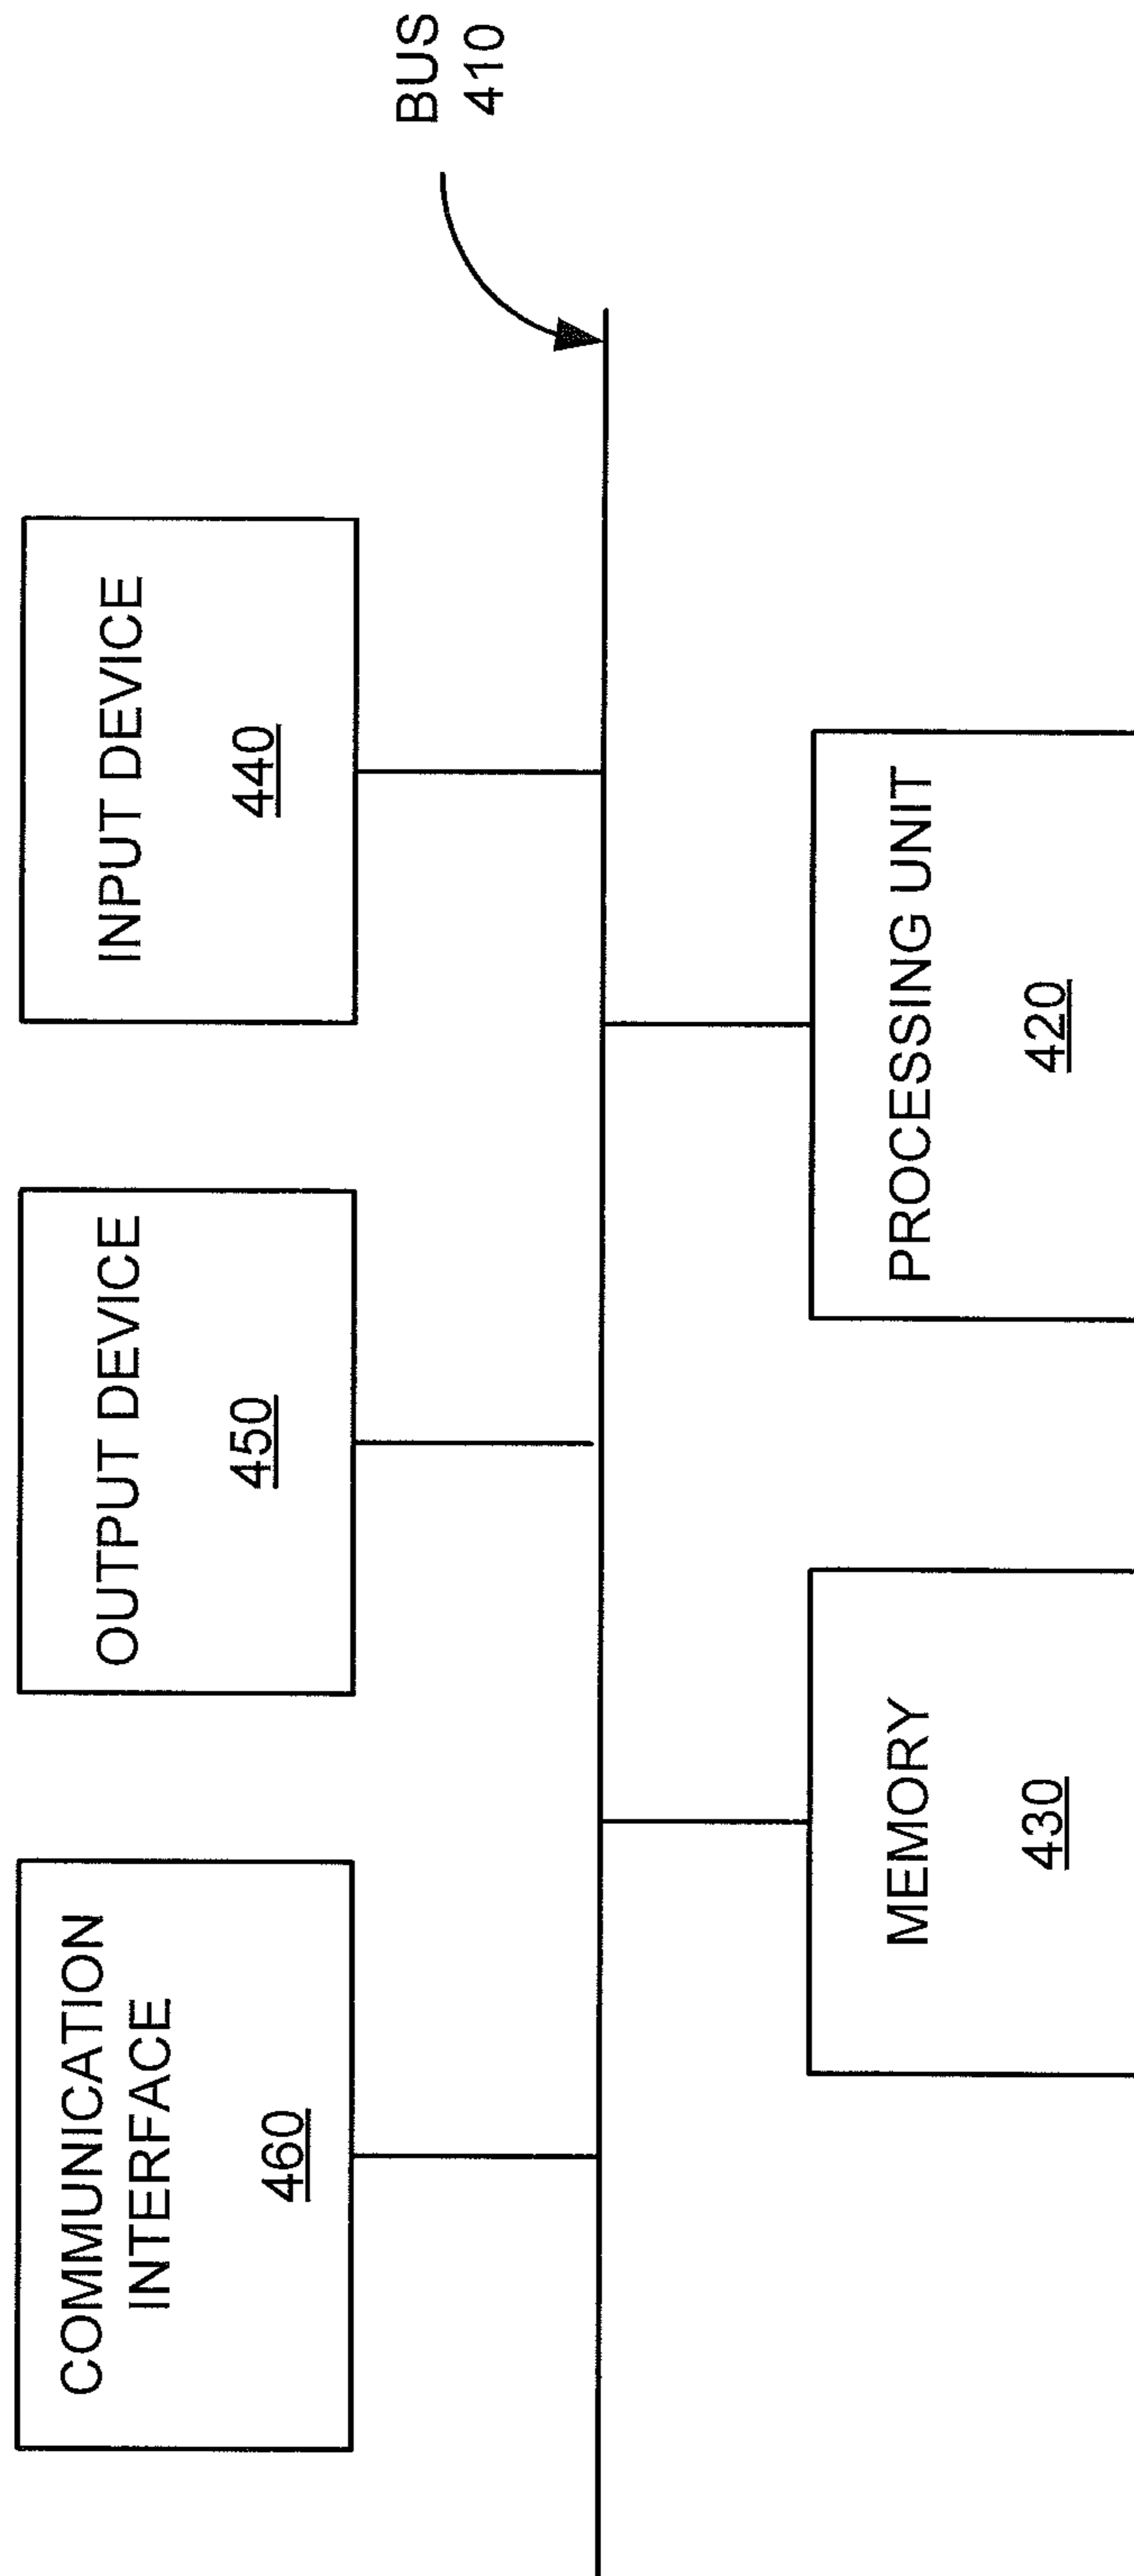 COMMUNICATION
INTERFACE
460
OUTPUT DEVICE
450
INPUT DEVICE
440
BUS
410
MEMORY
430
PROCESSING UNIT
420